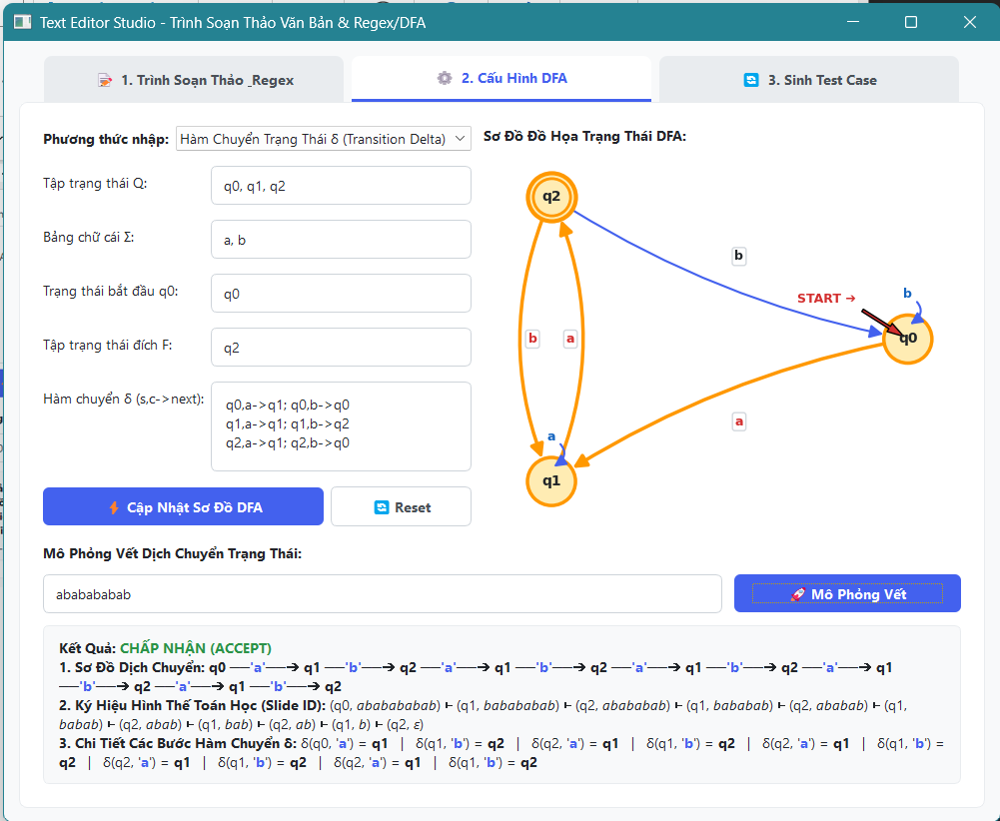 Text Editor Studio - Trình Soạn Thảo Văn Bản & Regex/DFA
1. Trình Soạn Thảo _Regex
2. Cấu Hình DFA
3. Sinh Test Case
Phương thức nhập: Hàm Chuyển Trạng Thái δ (Transition Delta)
Sơ Đồ Đồ Họa Trạng Thái DFA:
Tập trạng thái Q: q0, q1, q2
Bảng chữ cái Σ: a, b
Trạng thái bắt đầu q0: q0
Tập trạng thái đích F: q2
Hàm chuyển δ (s,c->next): q0,a->q1; q0,b->q0
q1,a->q1; q1,b->q2
q2,a->q1; q2,b->q0
q2
b
START →
b
q0
b
a
a
a
q1
Cập Nhật Sơ Đồ DFA
Reset
Mô Phỏng Vết Dịch Chuyển Trạng Thái:
ababababab
Mô Phỏng Vết
Kết Quả: CHẤP NHẬN (ACCEPT)
1. Sơ Đồ Dịch Chuyển: q0 ──'a'──➔ q1 ──'b'──➔ q2 ──'a'──➔ q1 ──'b'──➔ q2 ──'a'──➔ q1 ──'b'──➔ q2 ──'a'──➔ q1
──'b'──➔ q2 ──'a'──➔ q1 ──'b'──➔ q2
2. Ký Hiệu Hình Thế Toán Học (Slide ID): (q0, ababababab) ⊢ (q1, babababab) ⊢ (q2, abababab) ⊢ (q1, bababab) ⊢ (q2, ababab) ⊢ (q1,
babab) ⊢ (q2, abab) ⊢ (q1, bab) ⊢ (q2, ab) ⊢ (q1, b) ⊢ (q2, ε)
3. Chi Tiết Các Bước Hàm Chuyển δ: δ(q0, 'a') = q1 | δ(q1, 'b') = q2 | δ(q2, 'a') = q1 | δ(q1, 'b') = q2 | δ(q2, 'a') = q1 | δ(q1, 'b') =
q2 | δ(q2, 'a') = q1 | δ(q1, 'b') = q2 | δ(q2, 'a') = q1 | δ(q1, 'b') = q2